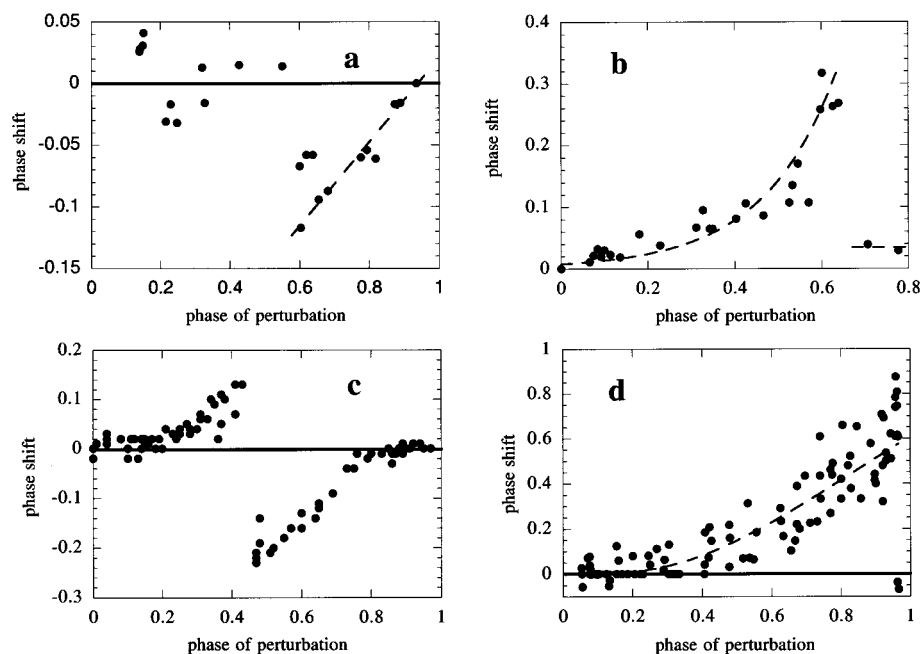 0.05
0
-0.05
-0.1
-0.15
phase shift
a
0 0.2 0.4 0.6 0.8 1
phase of perturbation
0.4
0.3
0.2
0.1
0
phase shift
b
0 0.2 0.4 0.6 0.8
phase of perturbation
0.2
0.1
0
-0.1
-0.2
-0.3
phase shift
c
0 0.2 0.4 0.6 0.8 1
phase of perturbation
1
0.8
0.6
0.4
0.2
0
phase shift
d
0 0.2 0.4 0.6 0.8 1
phase of perturbation